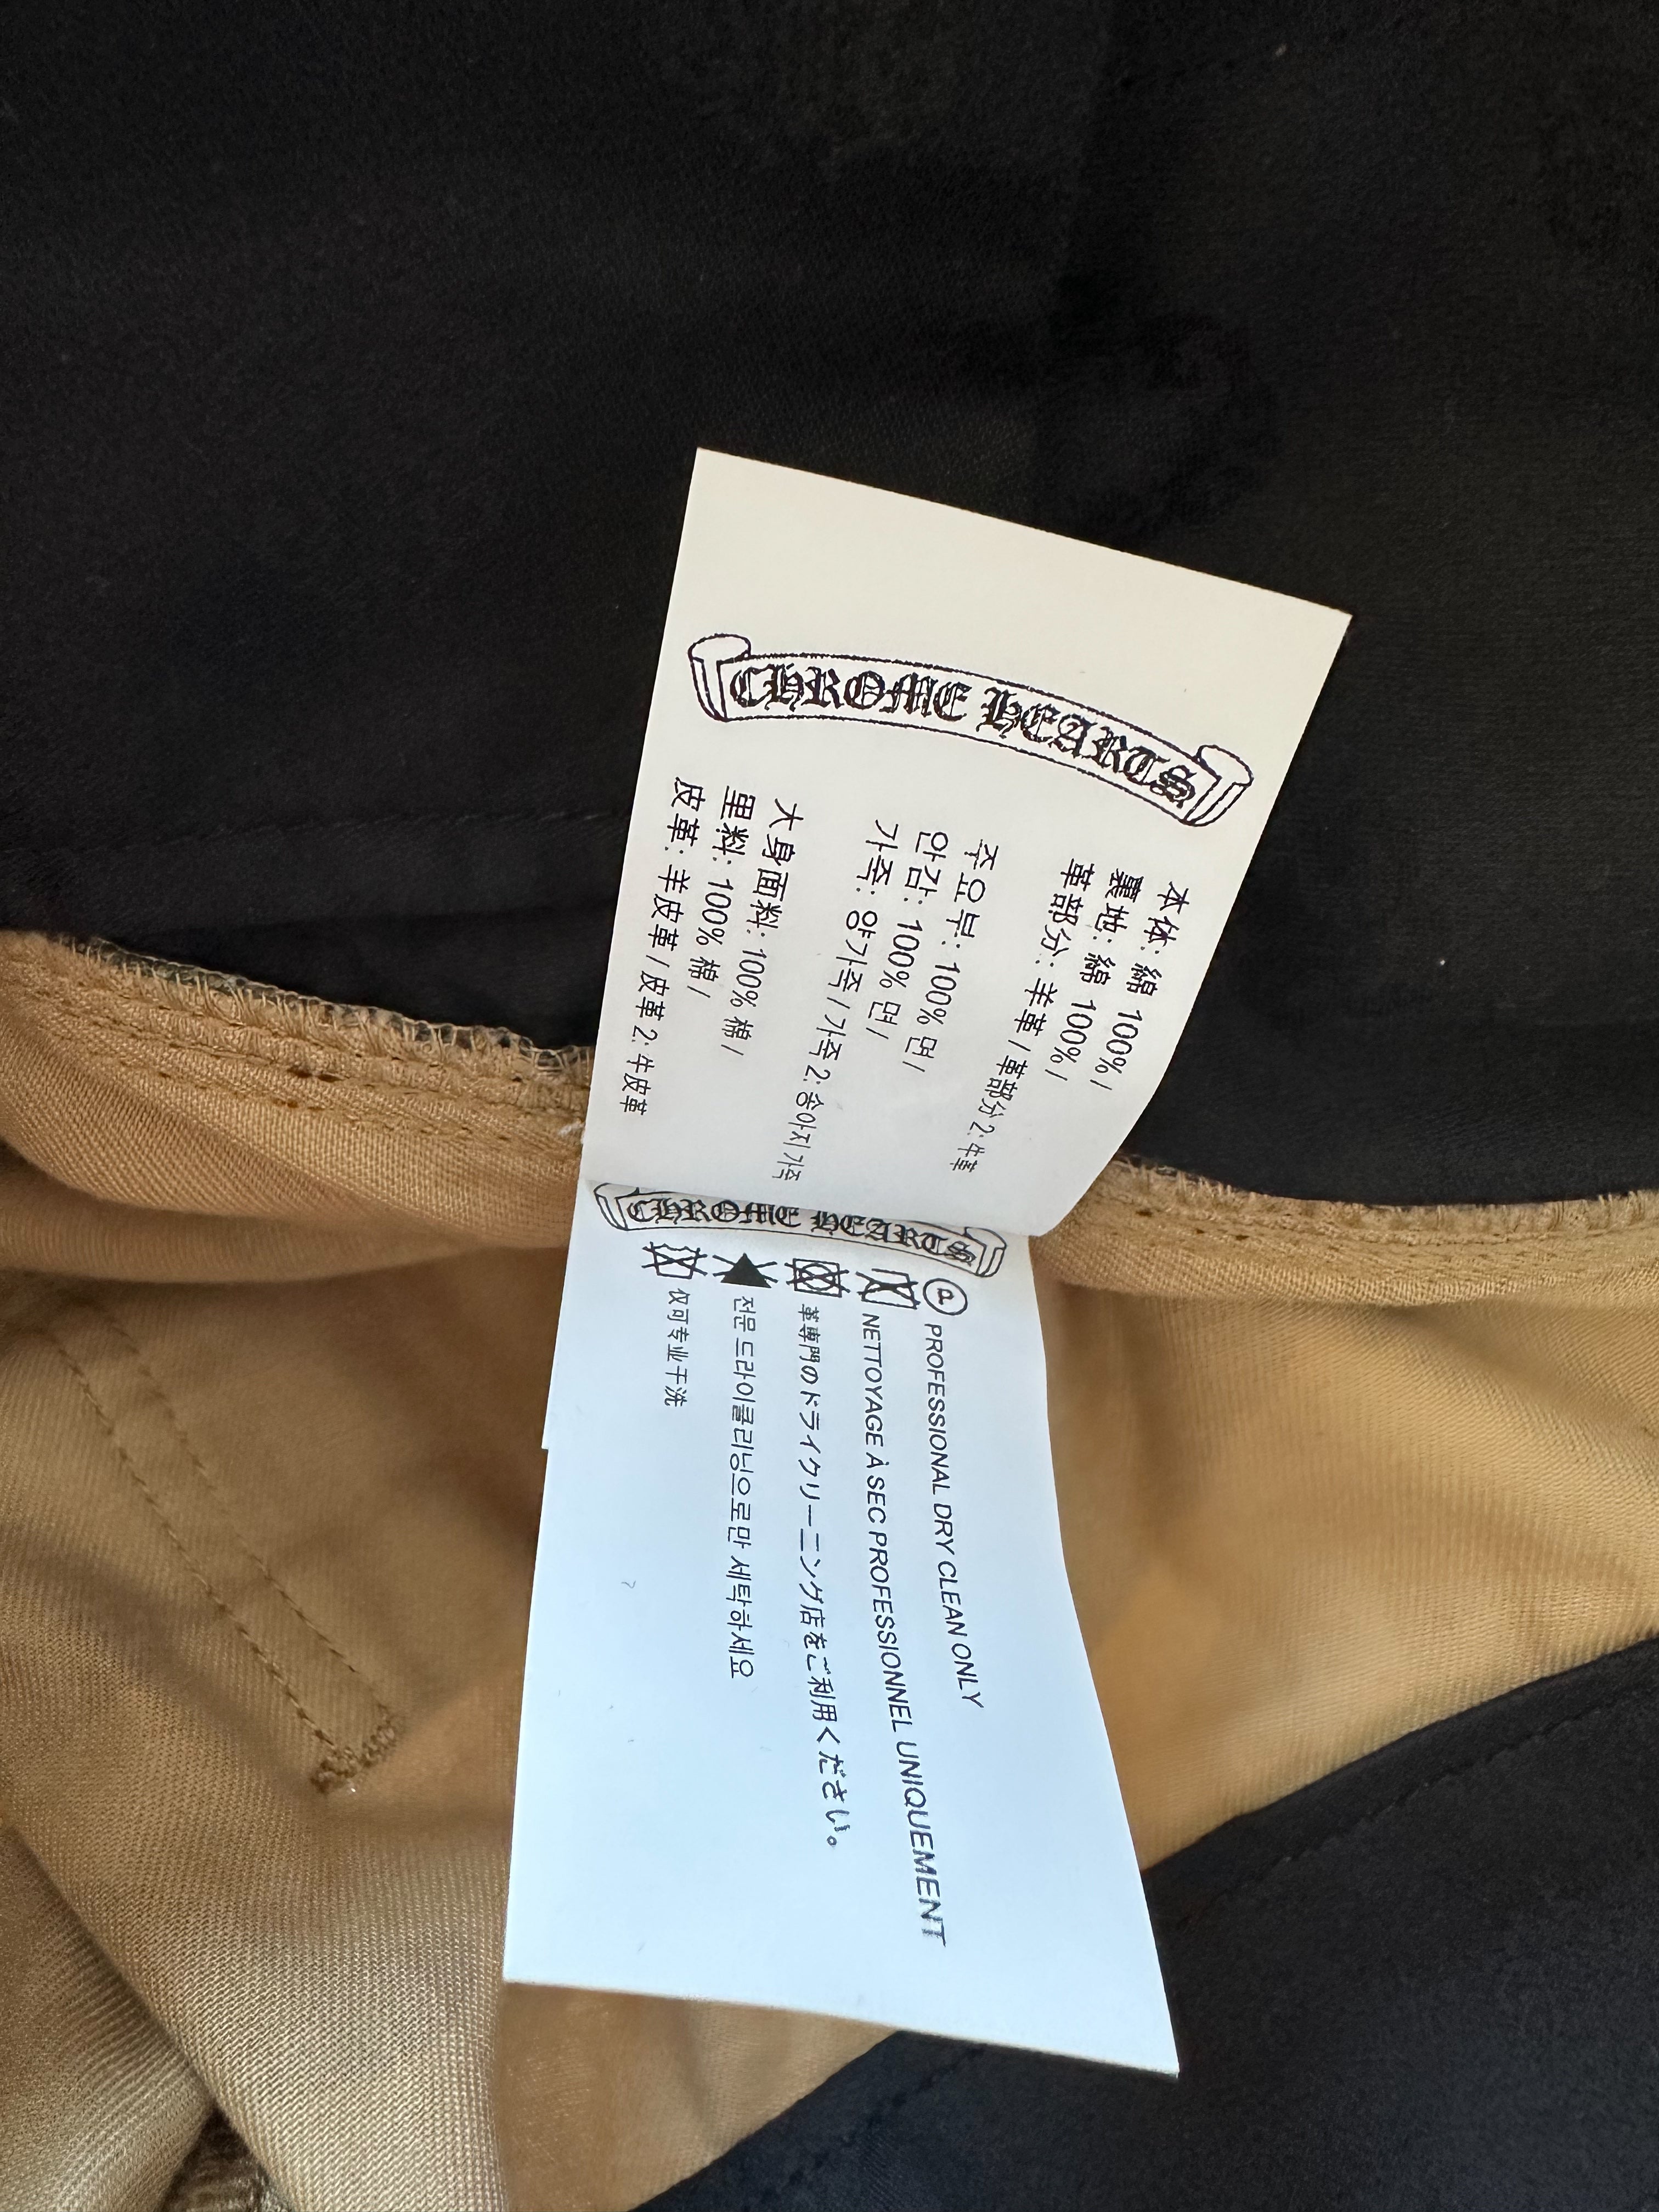 CHROME HEARTS
本体: 綿 100% /
裏地: 綿 100% /
革部分: 羊革 / 革部分 2: 牛革
주요부: 100% 면 /
안감: 100% 면 /
가죽: 양가죽 / 가죽 2: 송아지 가죽
大身面料: 100% 棉 /
里料: 100% 棉 /
皮革: 羊皮革 / 皮革 2: 牛皮革
CHROME HEARTS
P PROFESSIONAL DRY CLEAN ONLY
NETTOYAGE À SEC PROFESSIONNEL UNIQUEMENT
革専門のドライクリーニング店をご利用ください。
전문 드라이클리닝으로만 세탁하세요
仅可专业干洗